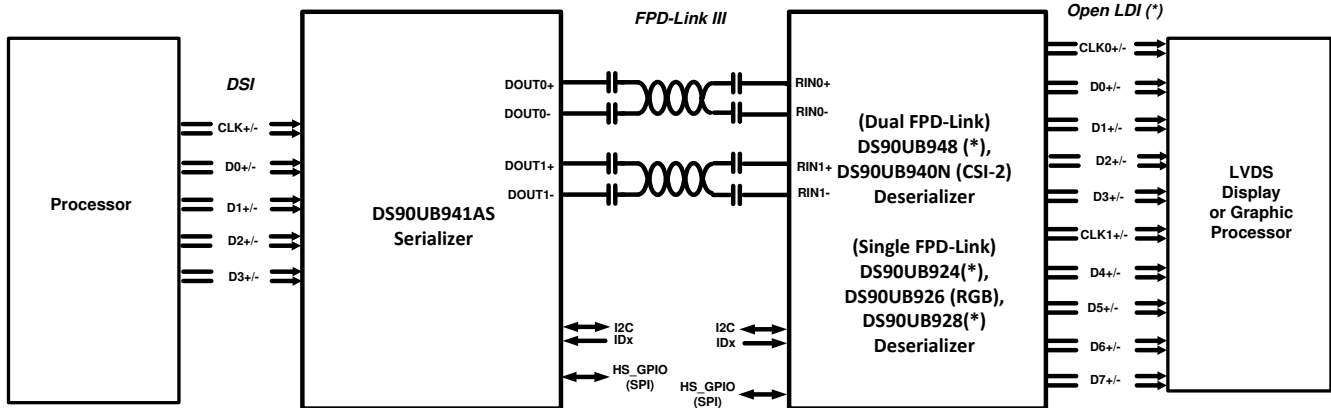 FPD-Link III
Open LDI (*)
DSI
Processor
CLK+/-
D0+/-
D1+/-
D2+/-
D3+/-
DS90UB941AS
Serializer
DOUT0+
DOUT0-
DOUT1+
DOUT1-
I2C
IDx
HS_GPIO
(SPI)
RIN0+
RIN0-
RIN1+
RIN1-
I2C
IDx
HS_GPIO
(SPI)
(Dual FPD-Link)
DS90UB948 (*),
DS90UB940N (CSI-2)
Deserializer
(Single FPD-Link)
DS90UB924(*),
DS90UB926 (RGB),
DS90UB928(*)
Deserializer
CLK0+/-
D0+/-
D1+/-
D2+/-
D3+/-
CLK1+/-
D4+/-
D5+/-
D6+/-
D7+/-
LVDS
Display
or Graphic
Processor